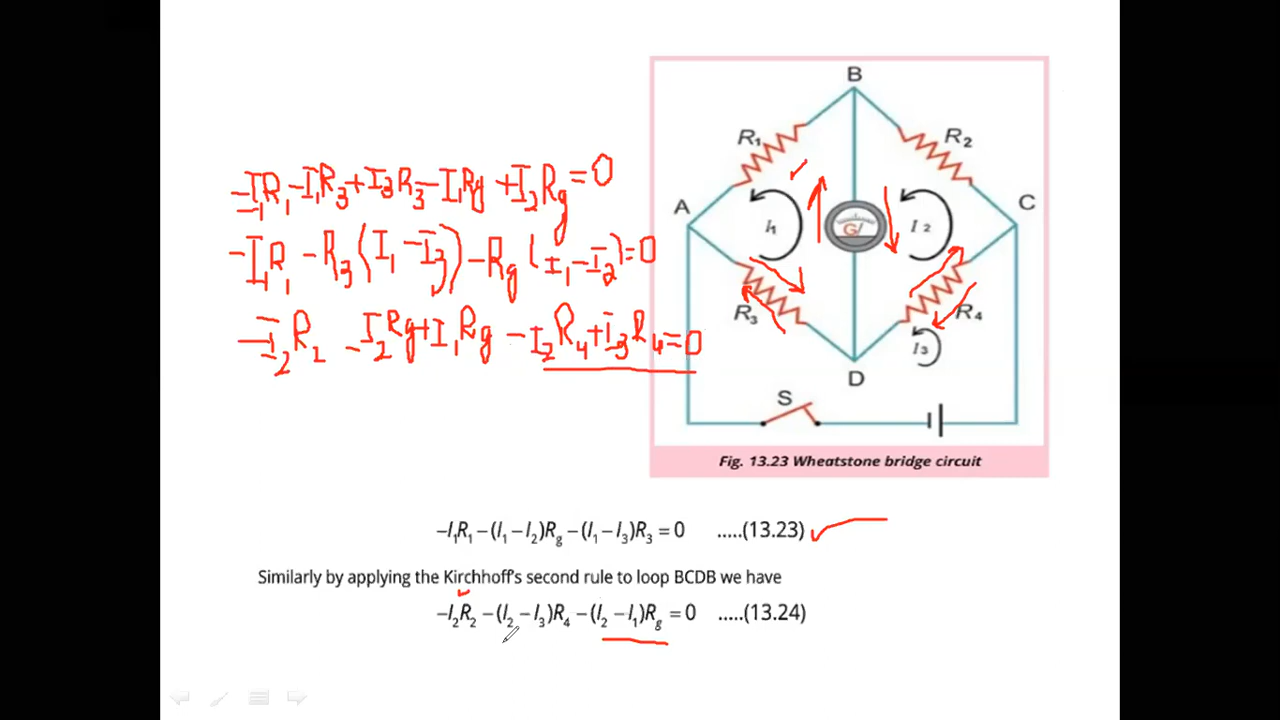 -I₁R₁-I₁R₃+I₃R₃-I₁Rg+I₂Rg=0
-I₁R₁-R₃(I₁-I₃)-Rg(I₁-I₂)=0
-I₂R₂-I₂Rg+I₁Rg-I₂R₄+I₃R₄=0
B
R₁
R₂
A
C
I₁
G
I₂
R₃
R₄
I₃
D
S
Fig. 13.23 Wheatstone bridge circuit
–I₁R₁ – (I₁ – I₂)Rg – (I₁ – I₃)R₃ = 0 .....(13.23)
Similarly by applying the Kirchhoff's second rule to loop BCDB we have
–I₂R₂ – (I₂ – I₃)R₄ – (I₂ – I₁)Rg = 0 .....(13.24)